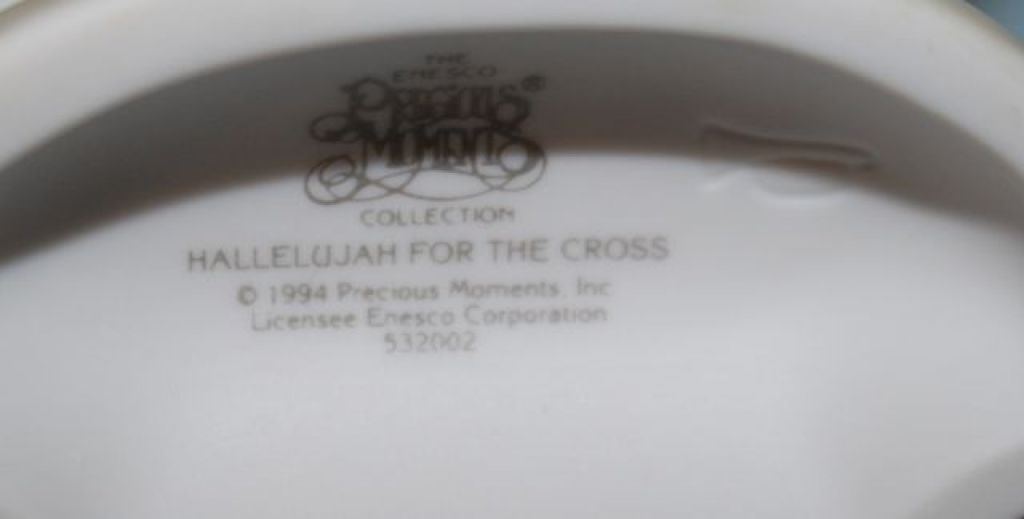 THE
ENESCO
PRECIOUS®
MOMENTS
COLLECTION
HALLELUJAH FOR THE CROSS
© 1994 Precious Moments, Inc
Licensee Enesco Corporation
532002